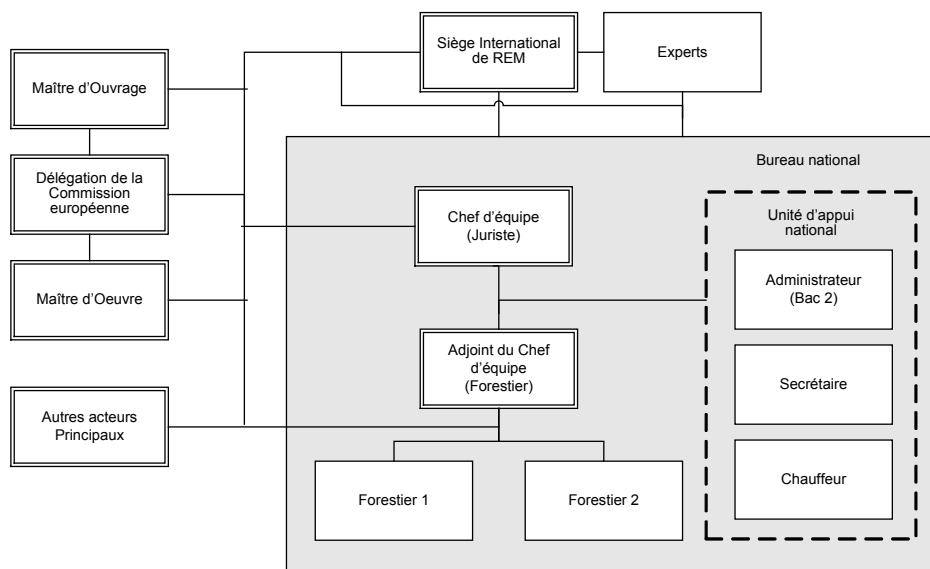 Siège International
de REM
Experts
Maître d'Ouvrage
Délégation de la
Commission
européenne
Maître d'Oeuvre
Autres acteurs
Principaux
Bureau national
Chef d'équipe
(Juriste)
Adjoint du Chef
d'équipe
(Forestier)
Forestier 1
Forestier 2
Unité d'appui
national
Administrateur
(Bac 2)
Secrétaire
Chauffeur